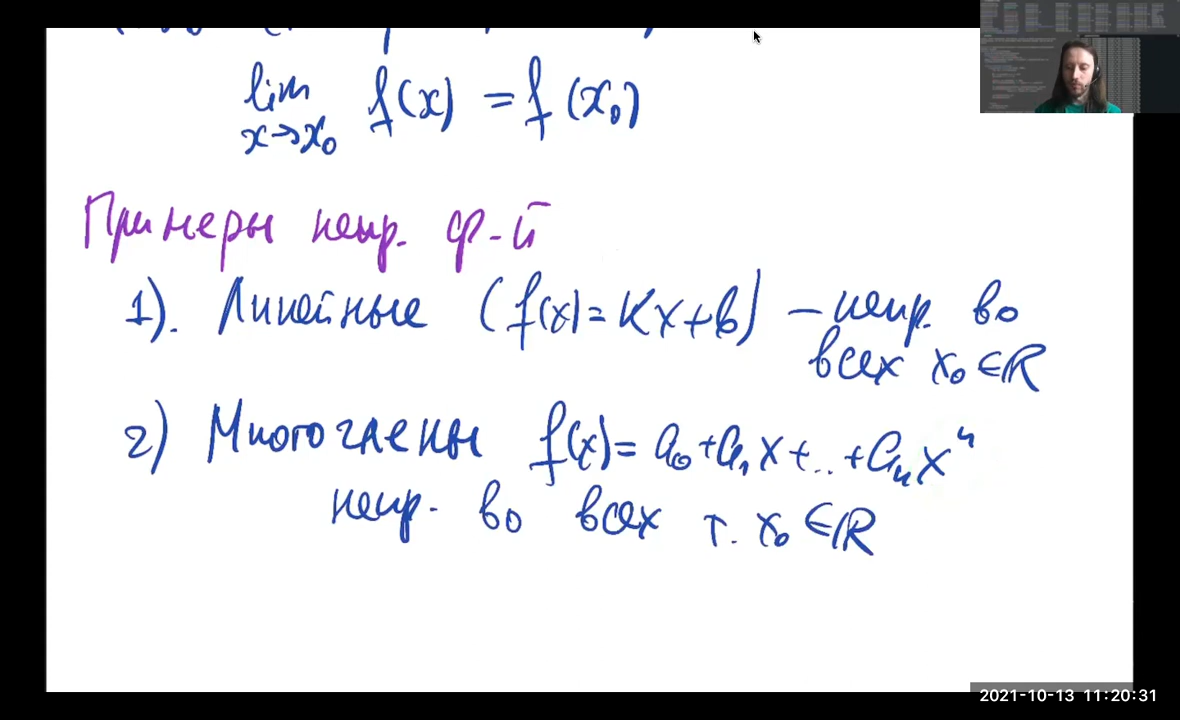 lim f(x) = f(x₀)
x→x₀
Примеры непр. ф-й
1). Линейные (f(x)=Kx+b) – непр. во
всех x₀ ∈ ℝ
2) Многочлены f(x)= a₀+a₁x+..+aₙxⁿ
непр. во всех т. x₀ ∈ ℝ
2021-10-13 11:20:31